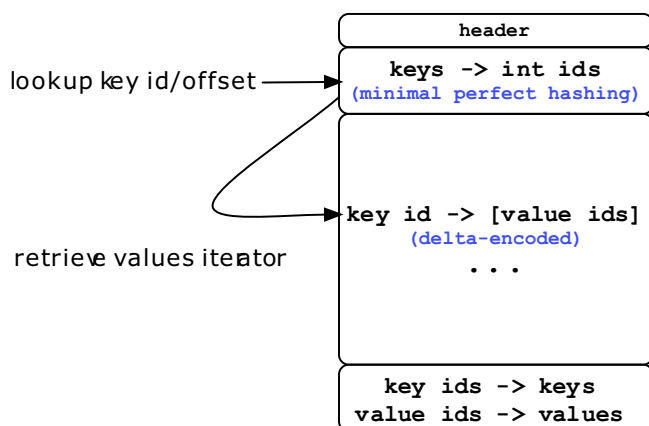 header
keys -> int ids
lookup key id/offset
(minimal perfect hashing)
key id -> [value ids]
(delta-encoded)
retrieve values iterator
...
key ids -> keys
value ids -> values